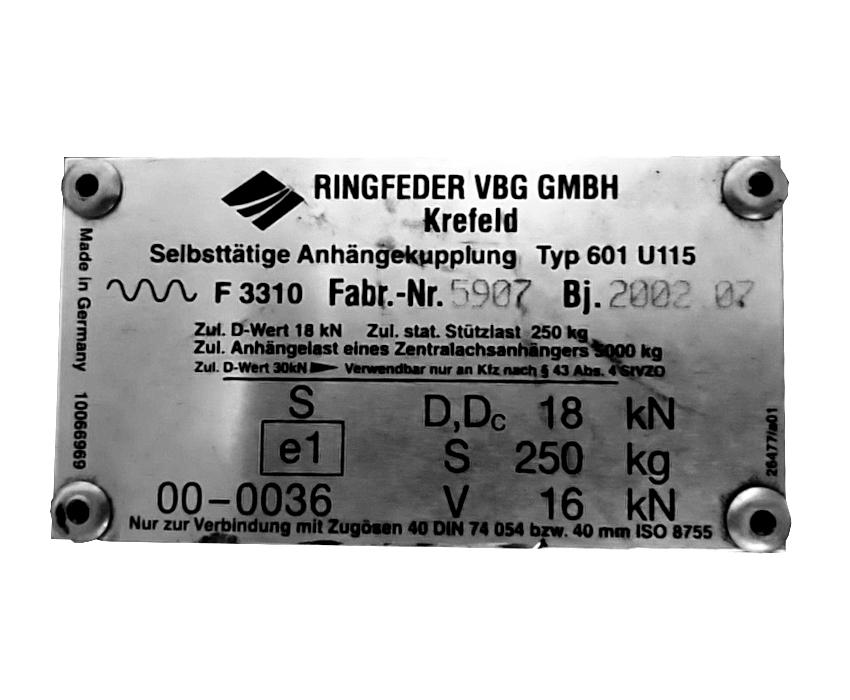 RINGFEDER VBG GMBH
Krefeld
Selbsttätige Anhängekupplung Typ 601 U115
F 3310 Fabr.-Nr. 5907 Bj. 2002 07
Zul. D-Wert 18 kN Zul. stat. Stützlast 250 kg
Zul. Anhängelast eines Zentralachsanhängers 5000 kg
Zul. D-Wert 30kN Verwendbar nur an Kfz nach § 43 Abs. 4 StVZO
S D,Dc 18 kN
e1 S 250 kg
00-0036 V 16 kN
Nur zur Verbindung mit Zugösen 40 DIN 74 054 bzw. 40 mm ISO 8755
Made in Germany 10066969
26477/a01